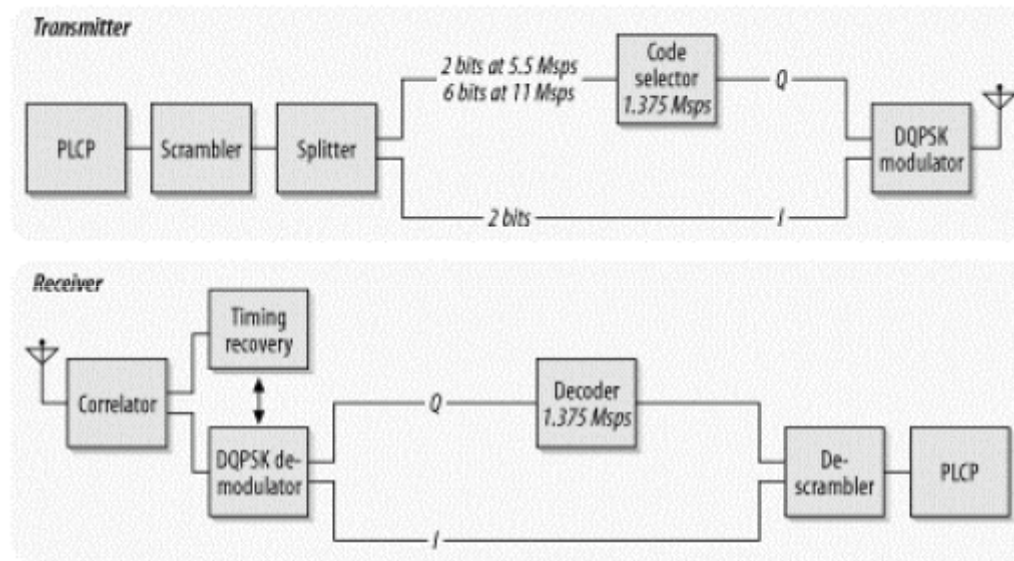 Transmitter
2 bits at 5.5 Msps
6 bits at 11 Msps
Code
selector
1.375 Msps
Q
PLCP
Scrambler
Splitter
DQPSK
modulator
2 bits
I
Receiver
Timing
recovery
Correlator
Q
Decoder
1.375 Msps
DQPSK de-
modulator
De-
scrambler
PLCP
I